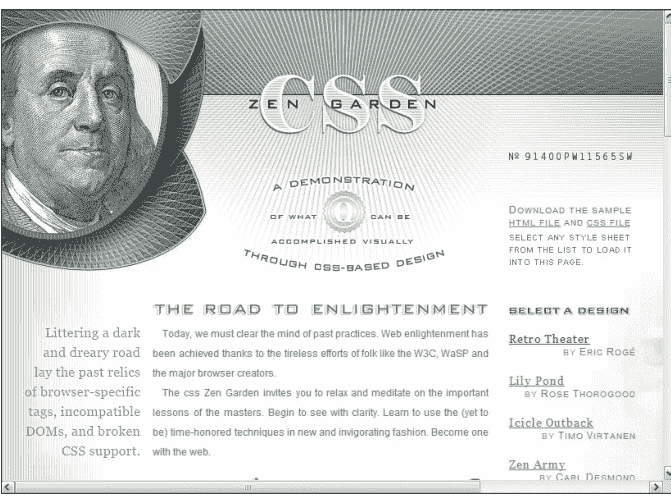 CSS
ZEN GARDEN
Nº 91400PW11565SW
A DEMONSTRATION
OF WHAT CAN BE
ACCOMPLISHED VISUALLY
THROUGH CSS-BASED DESIGN
DOWNLOAD THE SAMPLE
HTML FILE AND CSS FILE
SELECT ANY STYLE SHEET
FROM THE LIST TO LOAD IT
INTO THIS PAGE.
THE ROAD TO ENLIGHTENMENT
Littering a dark
and dreary road
lay the past relics
of browser-specific
tags, incompatible
DOMs, and broken
CSS support.
Today, we must clear the mind of past practices. Web enlightenment has
been achieved thanks to the tireless efforts of folk like the W3C, WaSP and
the major browser creators.
The css Zen Garden invites you to relax and meditate on the important
lessons of the masters. Begin to see with clarity. Learn to use the (yet to
be) time-honored techniques in new and invigorating fashion. Become one
with the web.
SELECT A DESIGN
Retro Theater
BY ERIC ROGÉ
Lily Pond
BY ROSE THOROGOOD
Icicle Outback
BY TIMO VIRTANEN
Zen Army
BY CARL DESMOND